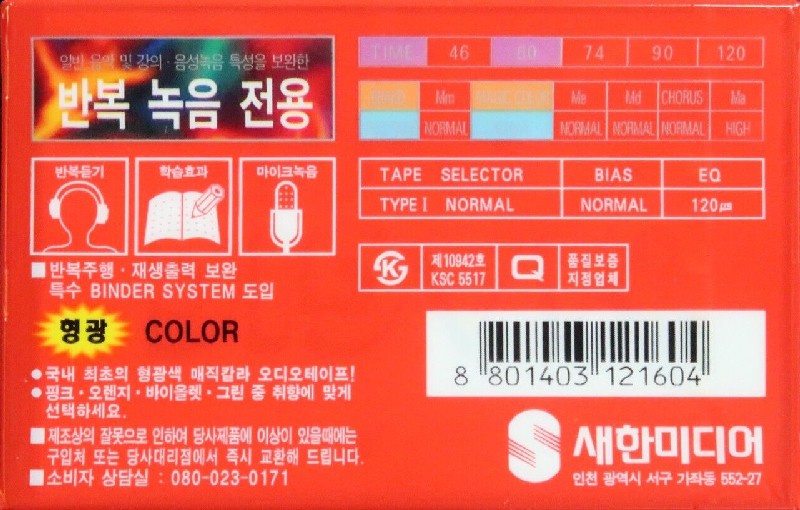 일반 음악 및 강의·음성녹음 특성을 보완한
반복 녹음 전용
반복듣기 학습효과 마이크녹음
■반복주행·재생출력 보완
특수 BINDER SYSTEM 도입
형광 COLOR
●국내 최초의 형광색 매직칼라 오디오테이프!
●핑크·오렌지·바이올렛·그린 중 취향에 맞게
선택하세요.
■제조상의 잘못으로 인하여 당사제품에 이상이 있을때에는
구입처 또는 당사대리점에서 즉시 교환해 드립니다.
■소비자 상담실 : 080-023-0171
TIME 46 60 74 90 120
Mm MAGIC COLOR Me Md CHORUS Ma
NORMAL NORMAL NORMAL NORMAL HIGH
TAPE SELECTOR BIAS EQ
TYPE I NORMAL NORMAL 120㎲
K 제10942호 Q 품질보증
KSC 5517 지정업체
8 801403 121604
새한미디어
인천 광역시 서구 가좌동 552-27